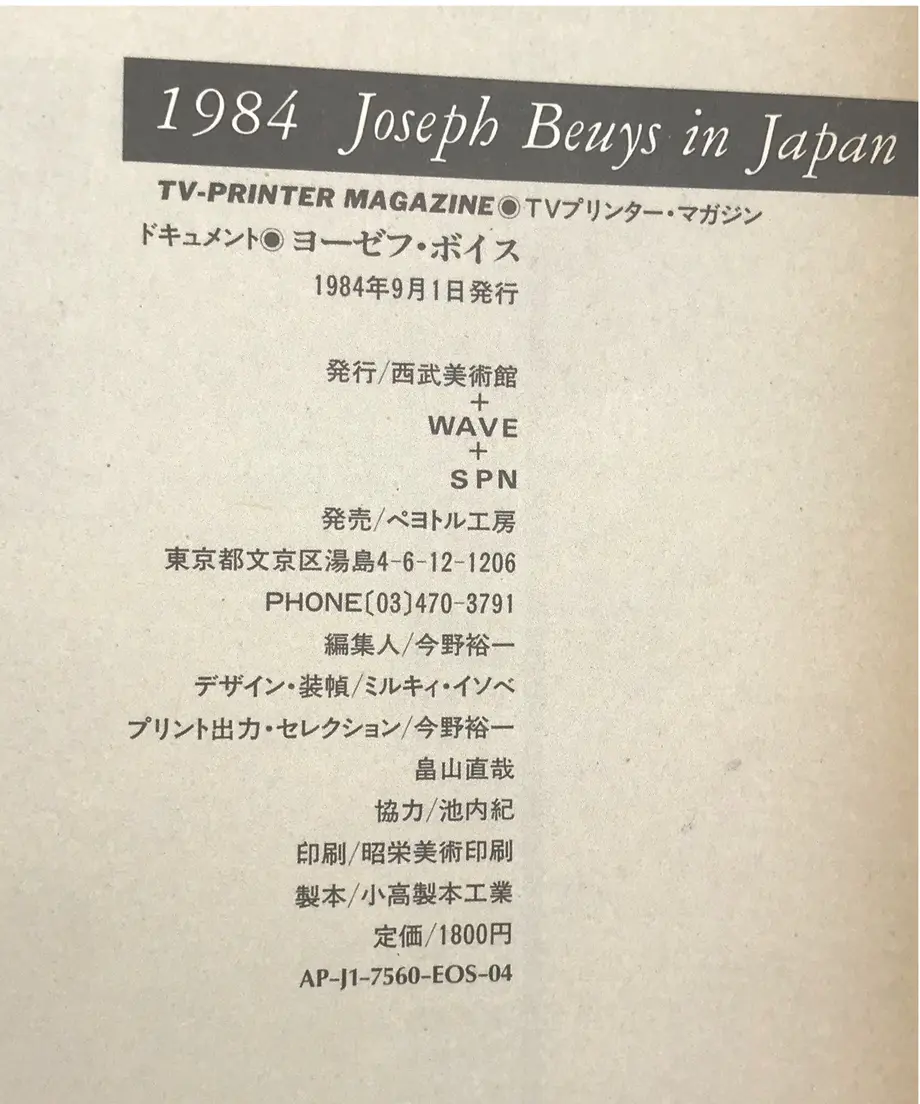 1984 Joseph Beuys in Japan
TV-PRINTER MAGAZINE◉TVプリンター・マガジン
ドキュメント◉ヨーゼフ・ボイス
1984年9月1日発行
発行/西武美術館
+
WAVE
+
SPN
発売/ペヨトル工房
東京都文京区湯島4-6-12-1206
PHONE〔03〕470-3791
編集人/今野裕一
デザイン・装幀/ミルキィ・イソベ
プリント出力・セレクション/今野裕一
畠山直哉
協力/池内紀
印刷/昭栄美術印刷
製本/小高製本工業
定価/1800円
AP-J1-7560-EOS-04